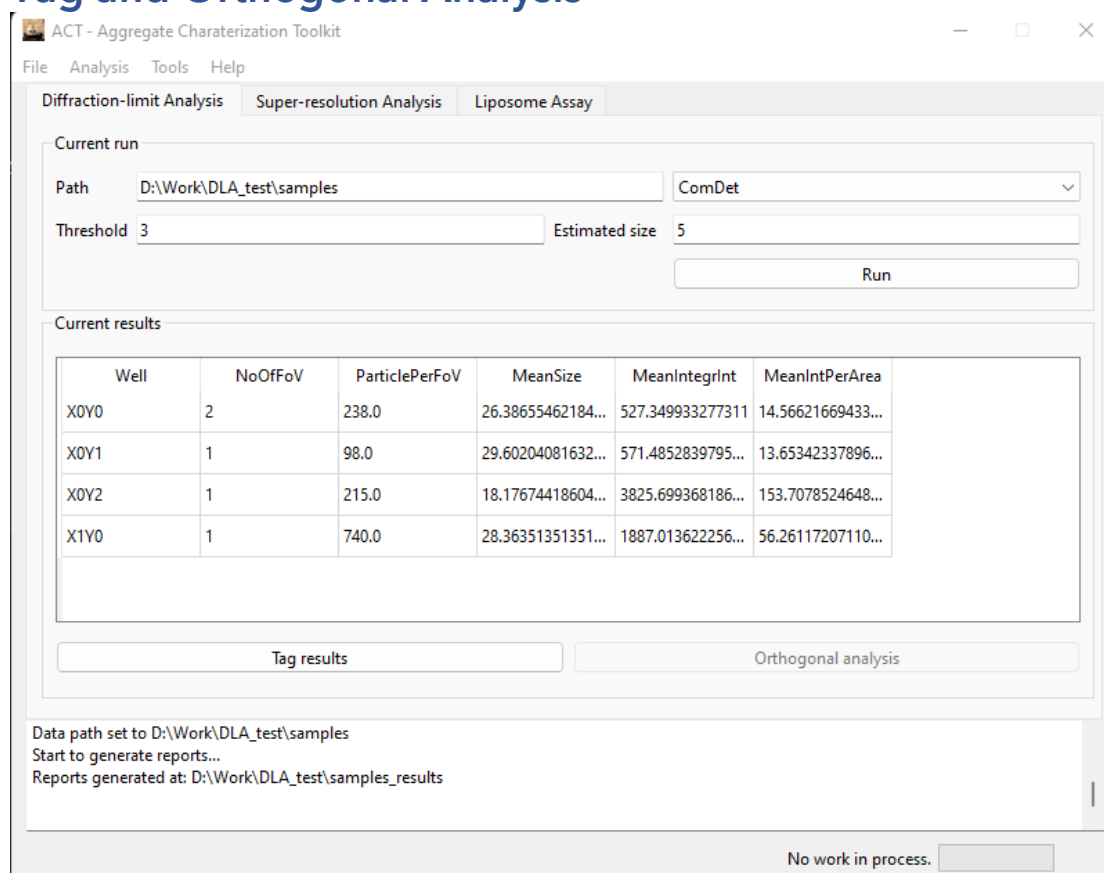 Tag and Orthogonal Analysis
ACT - Aggregate Charaterization Toolkit
File Analysis Tools Help
Diffraction-limit Analysis Super-resolution Analysis Liposome Assay
Current run
Path D:\Work\DLA_test\samples ComDet
Threshold 3 Estimated size 5
Run
Current results
Well NoOfFoV ParticlePerFoV MeanSize MeanIntegrInt MeanIntPerArea
X0Y0 2 238.0 26.38655462184... 527.349933277311 14.56621669433...
X0Y1 1 98.0 29.60204081632... 571.4852839795... 13.65342337896...
X0Y2 1 215.0 18.17674418604... 3825.699368186... 153.7078524648...
X1Y0 1 740.0 28.36351351351... 1887.013622256... 56.26117207110...
Tag results Orthogonal analysis
Data path set to D:\Work\DLA_test\samples
Start to generate reports...
Reports generated at: D:\Work\DLA_test\samples_results
No work in process.